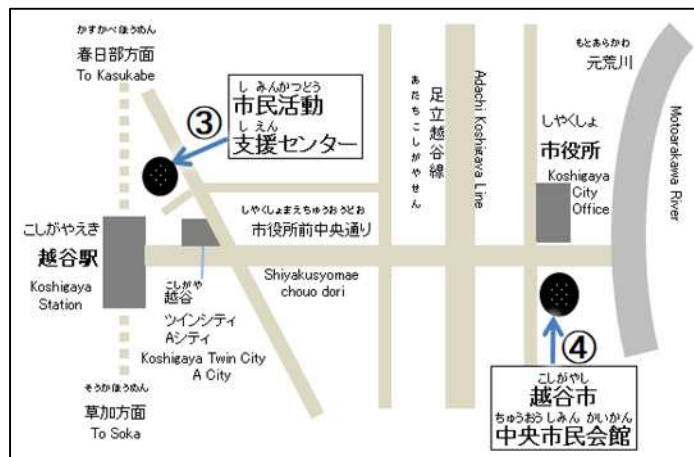 かすかべほうめん
春日部方面
To Kasukabe
③
しみんかつどう
市民活動
しえん
支援センター
あだちこしがやせん
足立越谷線
Adachi Koshigaya Line
もとあらかわ
元荒川
Motoarakawa River
しやくしょ
市役所
Koshigaya
City
Office
こしがやえき
越谷駅
Koshigaya
Station
しやくしょまえちゅうおうどお
市役所前中央通り
Shiyakusyomae
chouo dori
こしがや
越谷
ツインシティ
Aシティ
Koshigaya Twin City
A City
④
こしがやし
越谷市
ちゅうおうしみん かいかん
中央市民会館
そうかほうめん
草加方面
To Soka